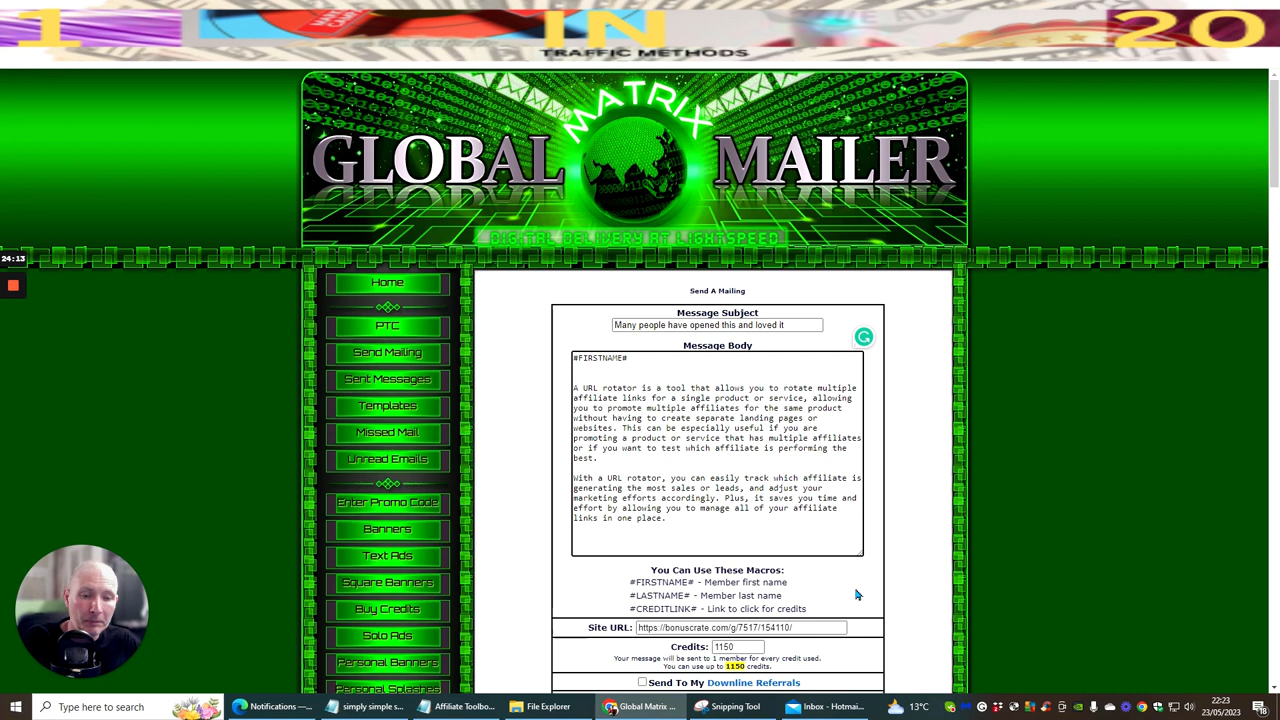 1 IN 20
TRAFFIC METHODS
GLOBAL MATRIX MAILER
DIGITAL DELIVERY AT LIGHTSPEED
24:13
Home
PTC
Send Mailing
Sent Messages
Templates
Missed Mail
Unread Emails
Enter Promo Code
Banners
Text Ads
Square Banners
Buy Credits
Solo Ads
Personal Banners
Personal Splashes
Send A Mailing
Message Subject
Many people have opened this and loved it
Message Body
#FIRSTNAME#
A URL rotator is a tool that allows you to rotate multiple
affiliate links for a single product or service, allowing
you to promote multiple affiliates for the same product
without having to create separate landing pages or
websites. This can be especially useful if you are
promoting a product or service that has multiple affiliates
or if you want to test which affiliate is performing the
best.
With a URL rotator, you can easily track which affiliate is
generating the most sales or leads, and adjust your
marketing efforts accordingly. Plus, it saves you time and
effort by allowing you to manage all of your affiliate
links in one place.
You Can Use These Macros:
#FIRSTNAME# - Member first name
#LASTNAME# - Member last name
#CREDITLINK# - Link to click for credits
Site URL: https://bonuscrate.com/g/7517/154110/
Credits: 1150
Your message will be sent to 1 member for every credit used.
You can use up to 1150 credits.
Send To My Downline Referrals
Type here to search
Notifications —...
simply simple s...
Affiliate Toolbo...
File Explorer
Global Matrix ...
Snipping Tool
Inbox - Hotmai...
13°C
22:23
23/05/2023
18